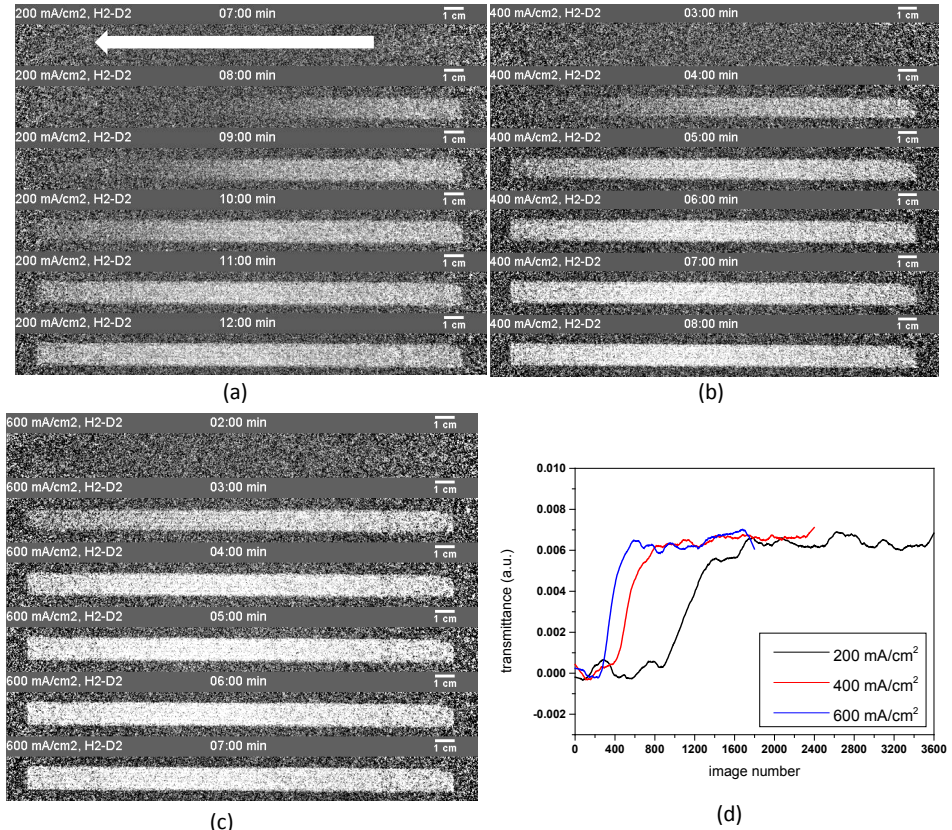 200 mA/cm2, H2-D2 07:00 min 1 cm
200 mA/cm2, H2-D2 08:00 min 1 cm
200 mA/cm2, H2-D2 09:00 min 1 cm
200 mA/cm2, H2-D2 10:00 min 1 cm
200 mA/cm2, H2-D2 11:00 min 1 cm
200 mA/cm2, H2-D2 12:00 min 1 cm
(a)
400 mA/cm2, H2-D2 03:00 min 1 cm
400 mA/cm2, H2-D2 04:00 min 1 cm
400 mA/cm2, H2-D2 05:00 min 1 cm
400 mA/cm2, H2-D2 06:00 min 1 cm
400 mA/cm2, H2-D2 07:00 min 1 cm
400 mA/cm2, H2-D2 08:00 min 1 cm
(b)
600 mA/cm2, H2-D2 02:00 min 1 cm
600 mA/cm2, H2-D2 03:00 min 1 cm
600 mA/cm2, H2-D2 04:00 min 1 cm
600 mA/cm2, H2-D2 05:00 min 1 cm
600 mA/cm2, H2-D2 06:00 min 1 cm
600 mA/cm2, H2-D2 07:00 min 1 cm
(c)
transmittance (a.u.)
0.010
0.008
0.006
0.004
0.002
0.000
-0.002
200 mA/cm²
400 mA/cm²
600 mA/cm²
0 400 800 1200 1600 2000 2400 2800 3200 3600
image number
(d)